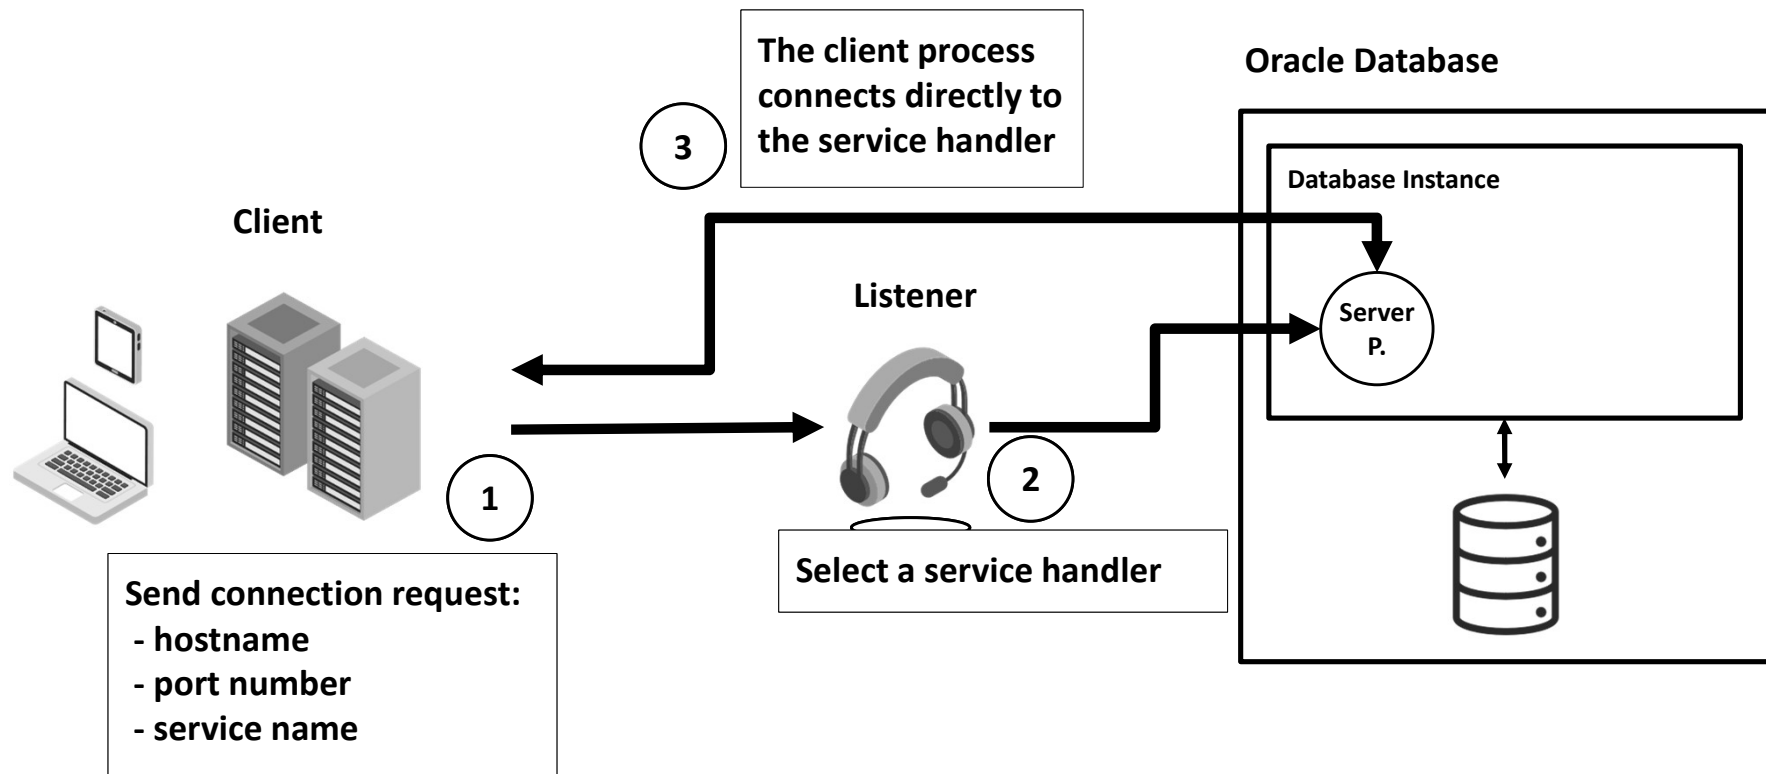 The client process
connects directly to
the service handler
3
Oracle Database
Database Instance
Client
Listener
Server
P.
1
2
Send connection request:
- hostname
- port number
- service name
Select a service handler